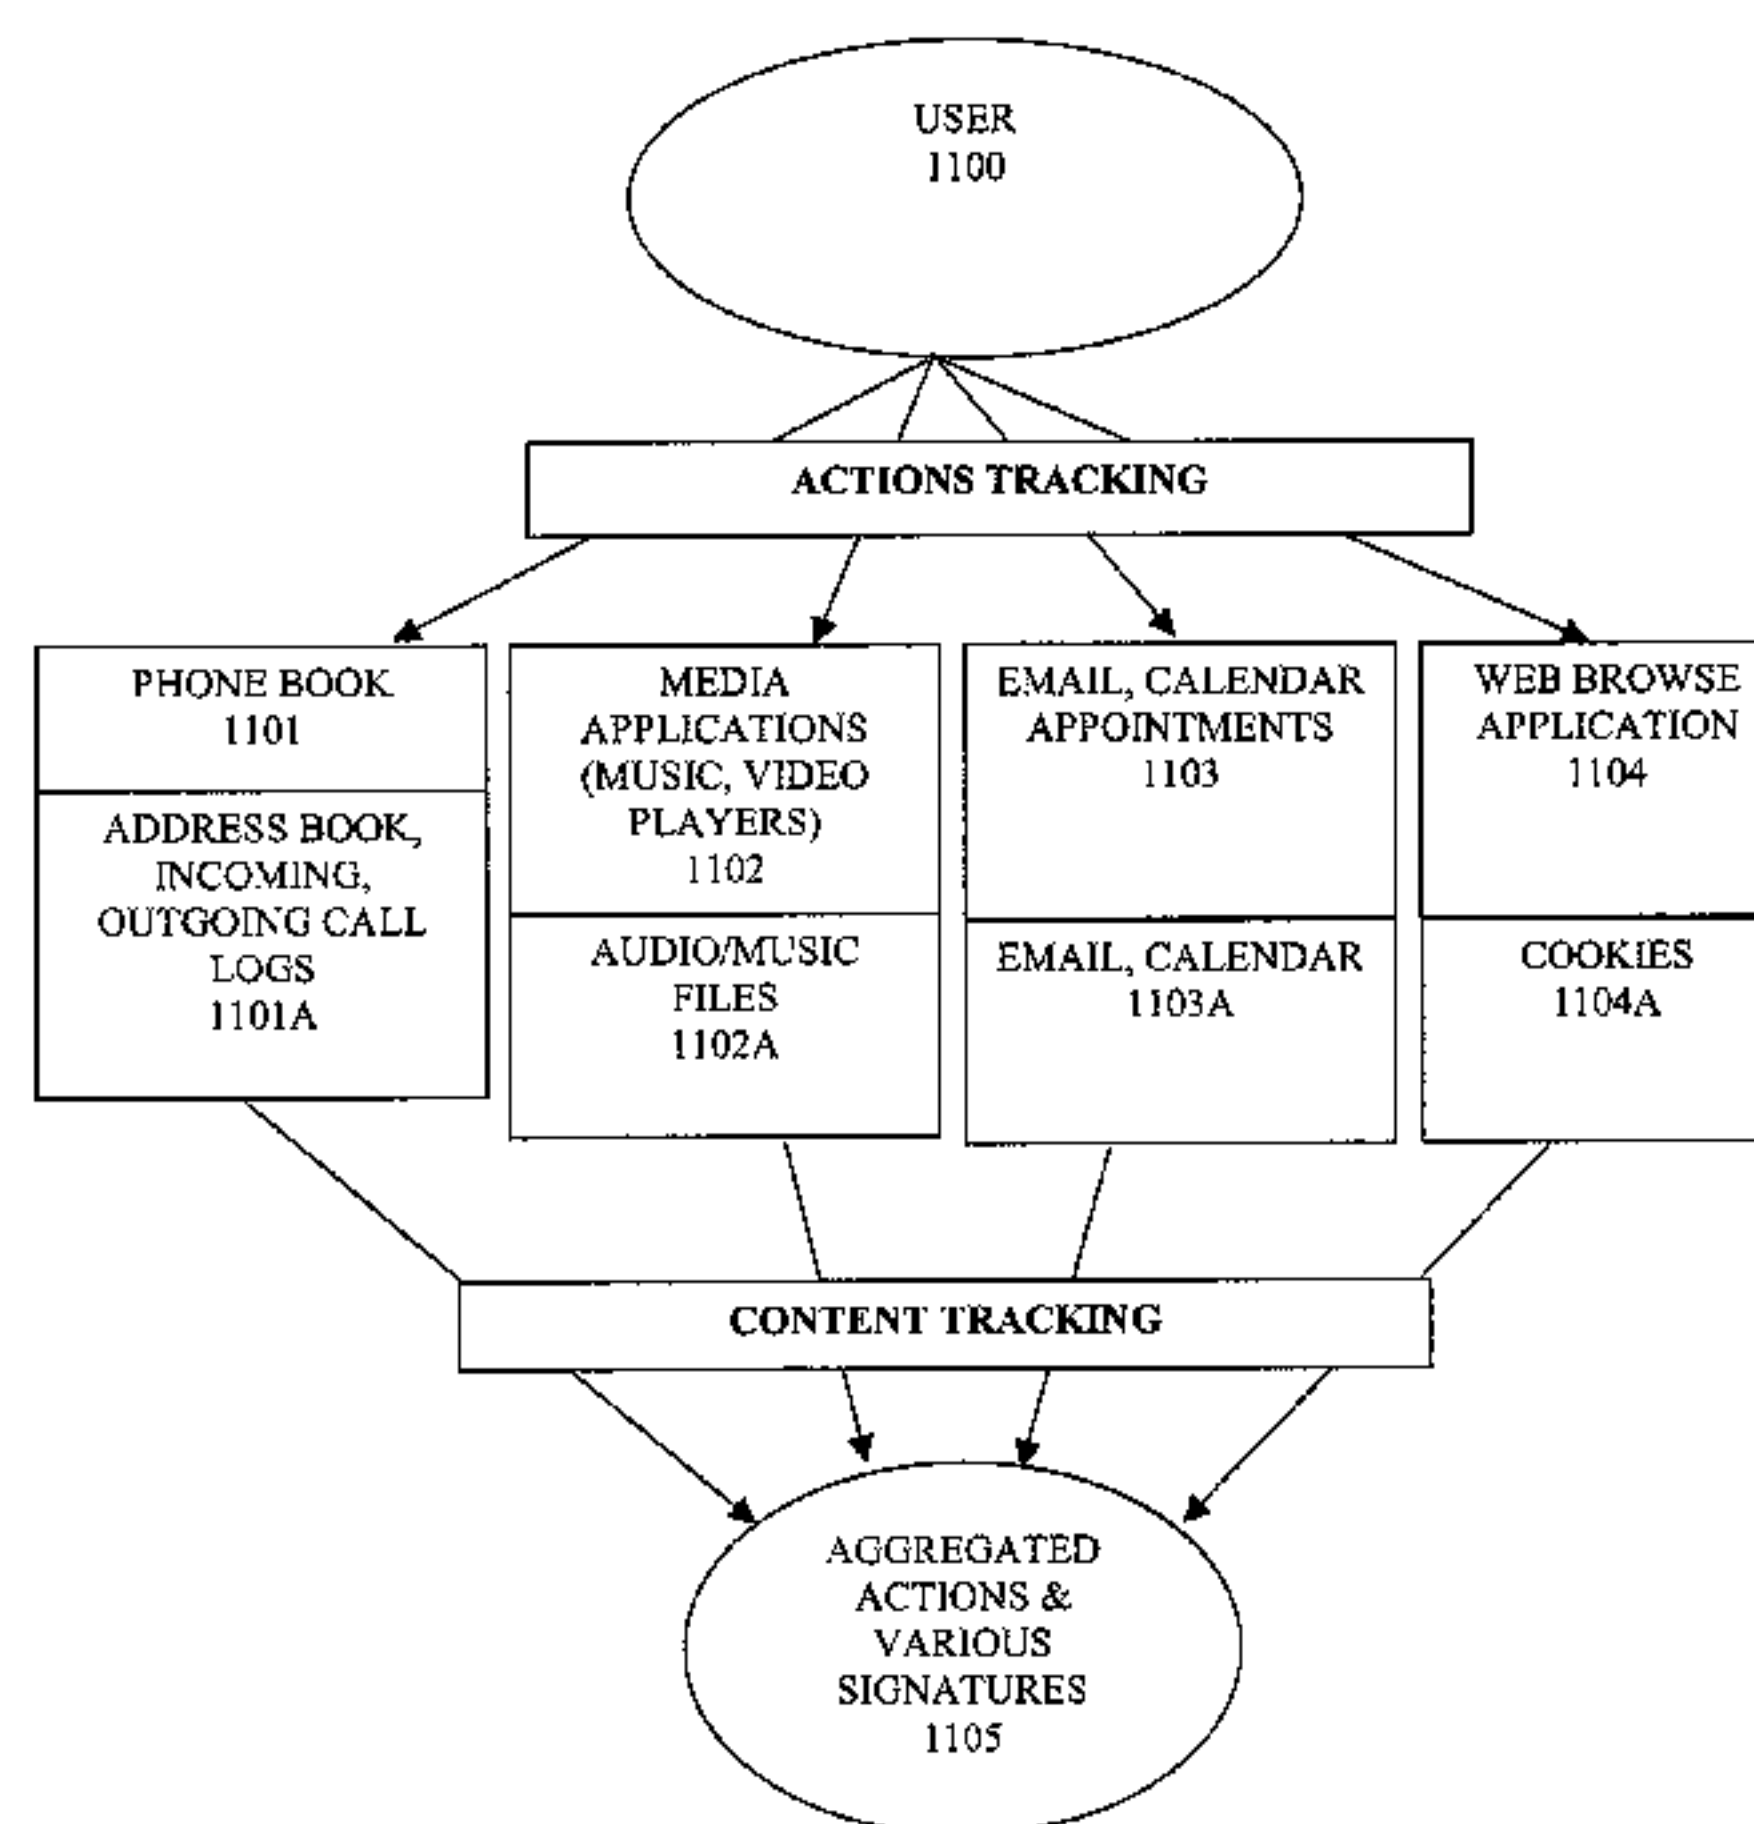 USER
1100
ACTIONS TRACKING
PHONE BOOK
1101
ADDRESS BOOK,
INCOMING,
OUTGOING CALL
LOGS
1101A
MEDIA
APPLICATIONS
(MUSIC, VIDEO
PLAYERS)
1102
AUDIO/MUSIC
FILES
1102A
EMAIL, CALENDAR
APPOINTMENTS
1103
EMAIL, CALENDAR
1103A
WEB BROWSE
APPLICATION
1104
COOKIES
1104A
CONTENT TRACKING
AGGREGATED
ACTIONS &
VARIOUS
SIGNATURES
1105